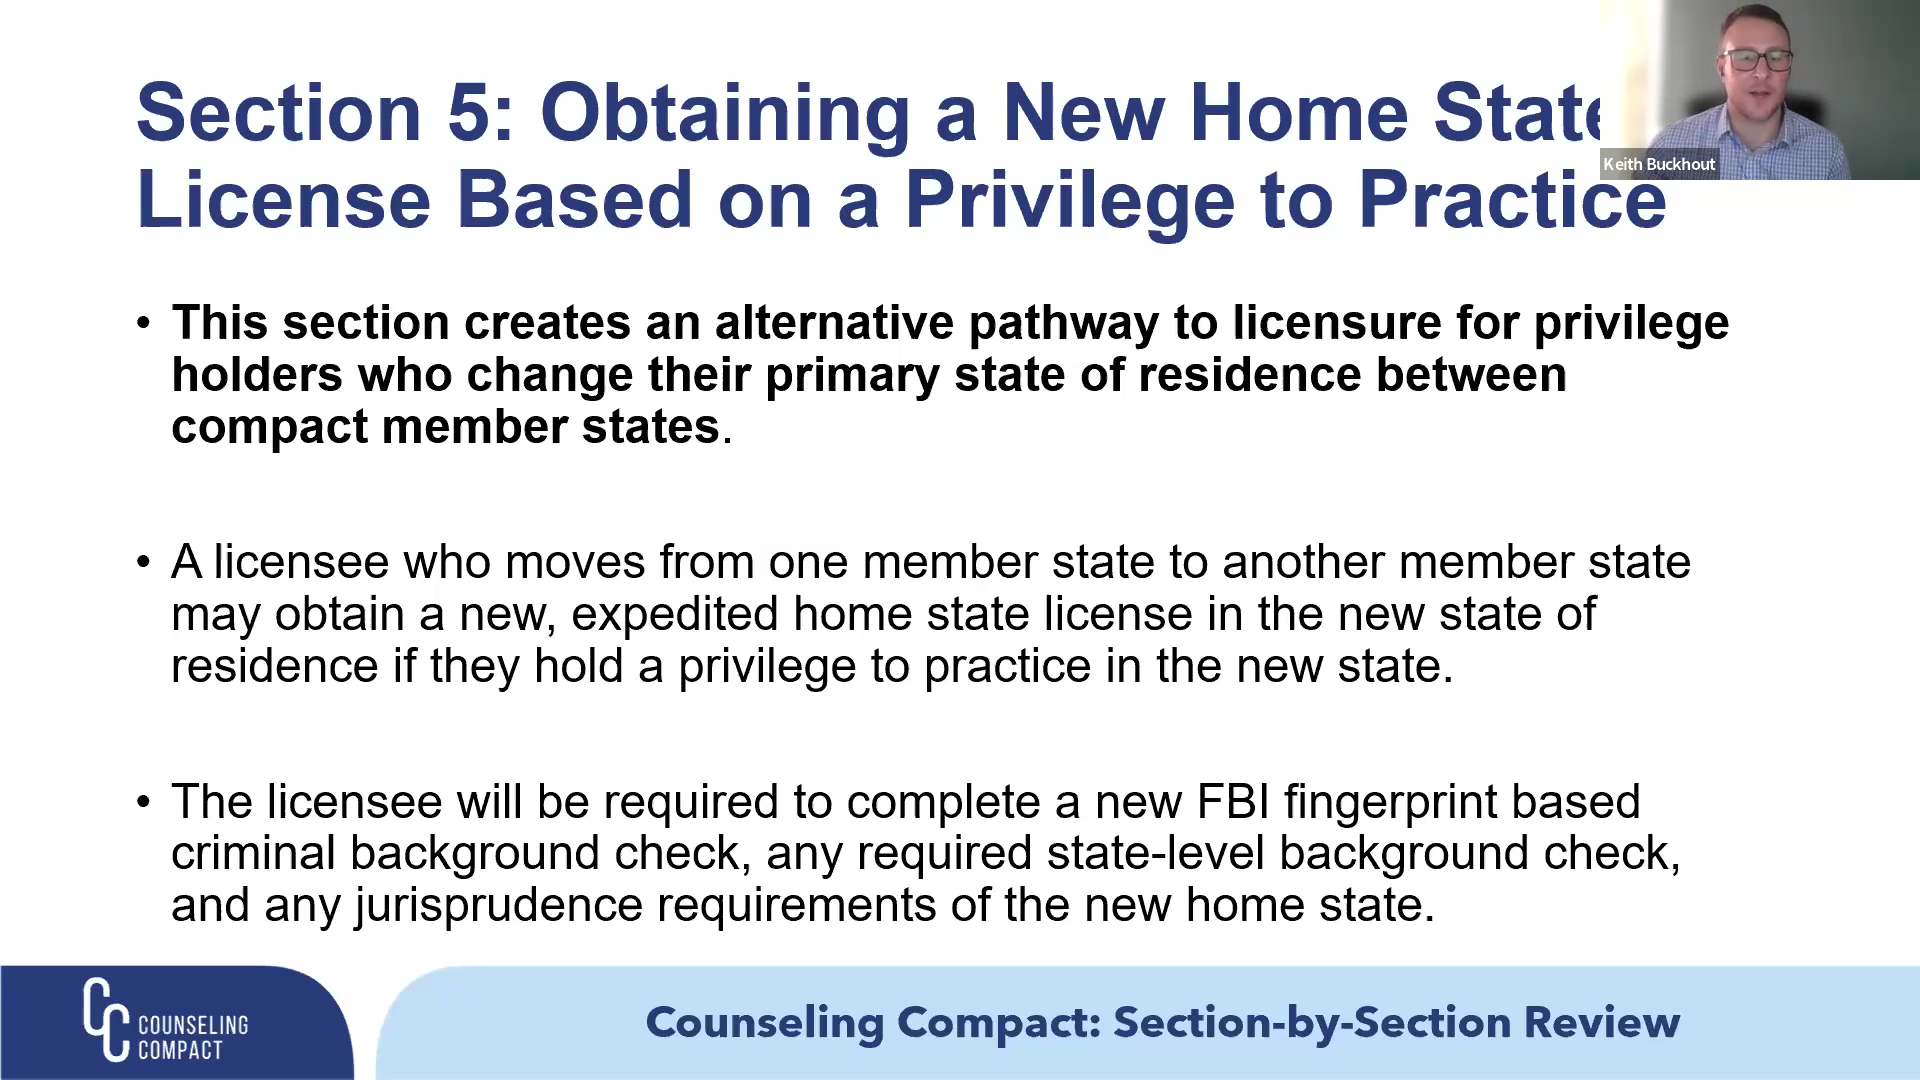 Section 5: Obtaining a New Home State
License Based on a Privilege to Practice
Keith Buckhout
• This section creates an alternative pathway to licensure for privilege
holders who change their primary state of residence between
compact member states.
• A licensee who moves from one member state to another member state
may obtain a new, expedited home state license in the new state of
residence if they hold a privilege to practice in the new state.
• The licensee will be required to complete a new FBI fingerprint based
criminal background check, any required state-level background check,
and any jurisprudence requirements of the new home state.
CC COUNSELING
COMPACT
Counseling Compact: Section-by-Section Review